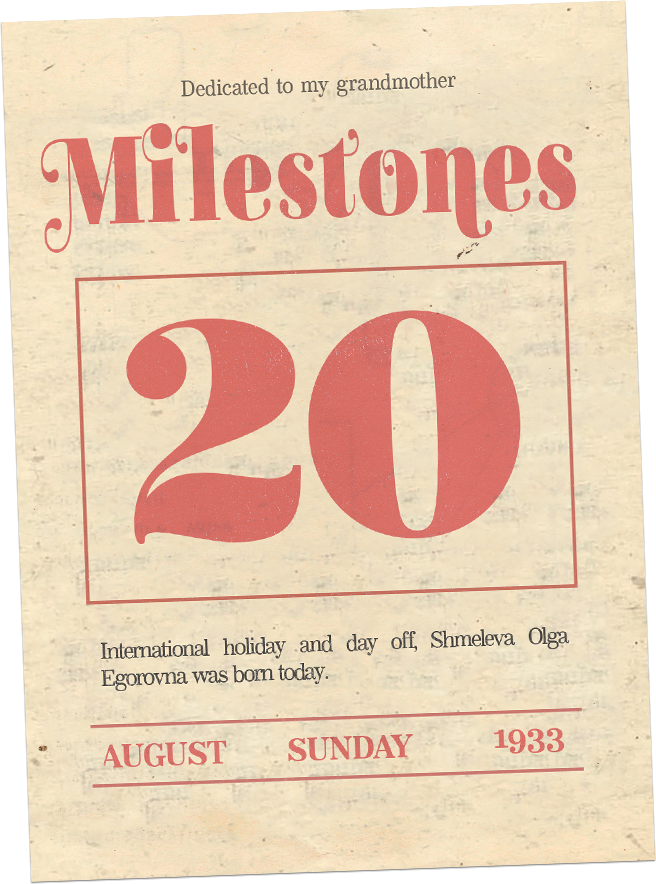 Dedicated to my grandmother
Milestones
20
International holiday and day off, Shmeleva Olga
Egorovna was born today.
AUGUST SUNDAY 1933